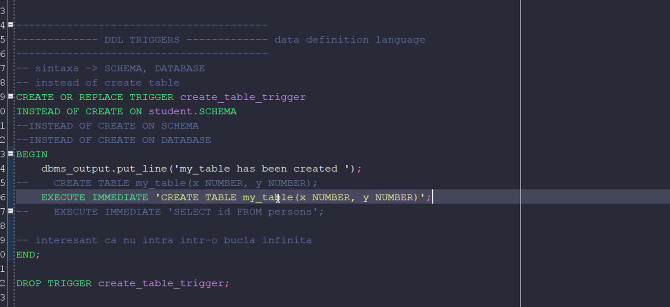 3
4 ------------------------------------
5 ------------- DDL TRIGGERS ------------- data definition language
6 ------------------------------------
7 -- sintaxa -> SCHEMA, DATABASE
8 -- instead of create table
9 CREATE OR REPLACE TRIGGER create_table_trigger
0 INSTEAD OF CREATE ON student.SCHEMA
1 --INSTEAD OF CREATE ON SCHEMA
2 --INSTEAD OF CREATE ON DATABASE
3 BEGIN
4 dbms_output.put_line('my_table has been created ');
5 -- CREATE TABLE my_table(x NUMBER, y NUMBER);
6 EXECUTE IMMEDIATE 'CREATE TABLE my_table(x NUMBER, y NUMBER)';
7 -- EXECUTE IMMEDIATE 'SELECT id FROM persons';
8
9 -- interesant ca nu intra intr-o bucla infinita
0 END;
1
2 DROP TRIGGER create_table_trigger;
3